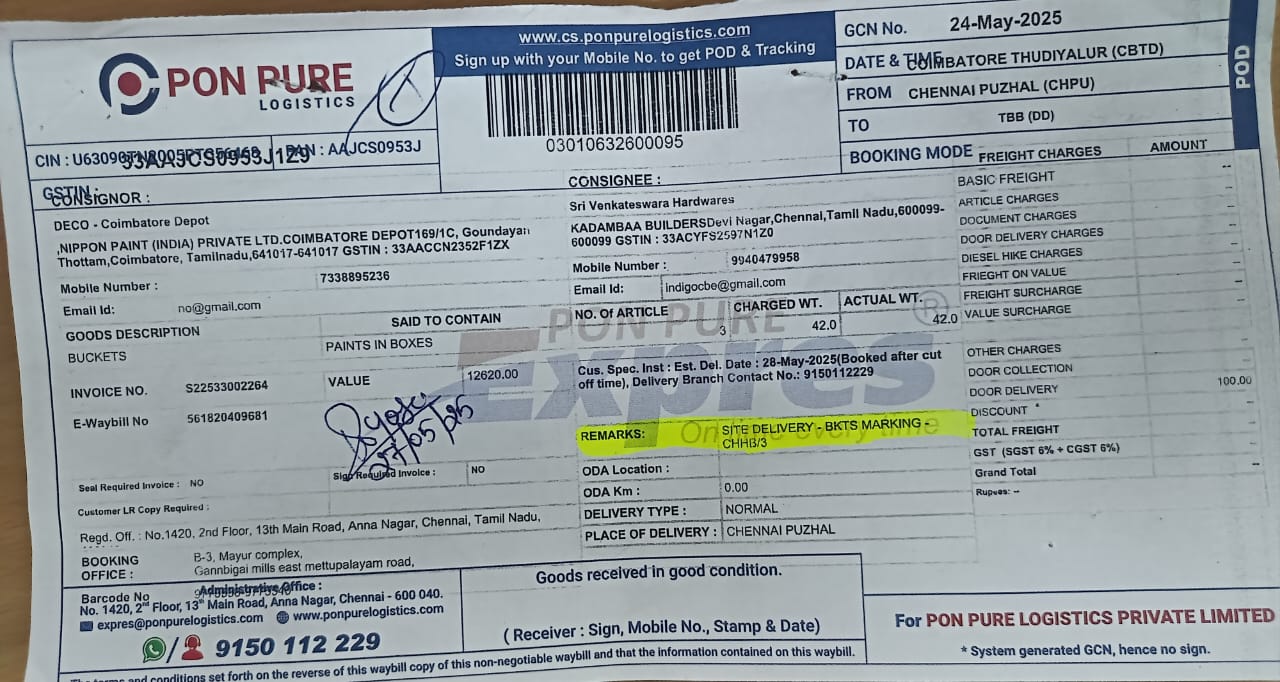 PON PURE
LOGISTICS
CIN :
33AAJCS0953J1Z9
PAN : AAJCS0953J
GSTIN :
www.cs.ponpurelogistics.com
Sign up with your Mobile No. to get POD & Tracking
03010632600095
GCN No. 24-May-2025
DATE & TIME COIMBATORE THUDIYALUR (CBTD)
FROM CHENNAI PUZHAL (CHPU)
TO TBB (DD)
BOOKING MODE
POD
CONSIGNOR :
DECO - Coimbatore Depot
,NIPPON PAINT (INDIA) PRIVATE LTD.COIMBATORE DEPOT169/1C, Goundayan
Thottam,Coimbatore, Tamilnadu,641017-641017 GSTIN : 33AACCN2352F1ZX
Mobile Number : 7338895236
Email Id: no@gmail.com
GOODS DESCRIPTION SAID TO CONTAIN
BUCKETS PAINTS IN BOXES
INVOICE NO. S22533002264 VALUE 12620.00
E-Waybill No 561820409681
27/05/25
Seal Required Invoice : NO Sign Required Invoice : NO
Customer LR Copy Required :
Regd. Off. : No.1420, 2nd Floor, 13th Main Road, Anna Nagar, Chennai, Tamil Nadu,
BOOKING OFFICE : B-3, Mayur complex,
Gannbigai mills east mettupalayam road,
Barcode No
CONSIGNEE :
Sri Venkateswara Hardwares
KADAMBAA BUILDERSDevi Nagar,Chennai,Tamil Nadu,600099-
600099 GSTIN : 33ACYFS2597N1Z0
Mobile Number : 9940479958
Email Id: indigocbe@gmail.com
NO. Of ARTICLE CHARGED WT. ACTUAL WT.
3 42.0 42.0
PON PURE
Expres
On time every time
Cus. Spec. Inst : Est. Del. Date : 28-May-2025(Booked after cut
off time), Delivery Branch Contact No.: 9150112229
REMARKS: SITE DELIVERY - BKTS MARKING -
CHHB/3
ODA Location :
ODA Km : 0.00
DELIVERY TYPE : NORMAL
PLACE OF DELIVERY : CHENNAI PUZHAL
FREIGHT CHARGES AMOUNT
BASIC FREIGHT --
ARTICLE CHARGES
DOCUMENT CHARGES
DOOR DELIVERY CHARGES
DIESEL HIKE CHARGES
FRIEGHT ON VALUE --
FREIGHT SURCHARGE
VALUE SURCHARGE
OTHER CHARGES
DOOR COLLECTION
DOOR DELIVERY 100.00
DISCOUNT
TOTAL FREIGHT
GST (SGST 6% + CGST 6%)
Grand Total --
Rupees: --
Administrative Office :
No. 1420, 2nd Floor, 13th Main Road, Anna Nagar, Chennai - 600 040.
expres@ponpurelogistics.com www.ponpurelogistics.com
9150 112 229
Goods received in good condition.
( Receiver : Sign, Mobile No., Stamp & Date)
For PON PURE LOGISTICS PRIVATE LIMITED
* System generated GCN, hence no sign.
The terms and conditions set forth on the reverse of this waybill copy of this non-negotiable waybill and that the information contained on this waybill.